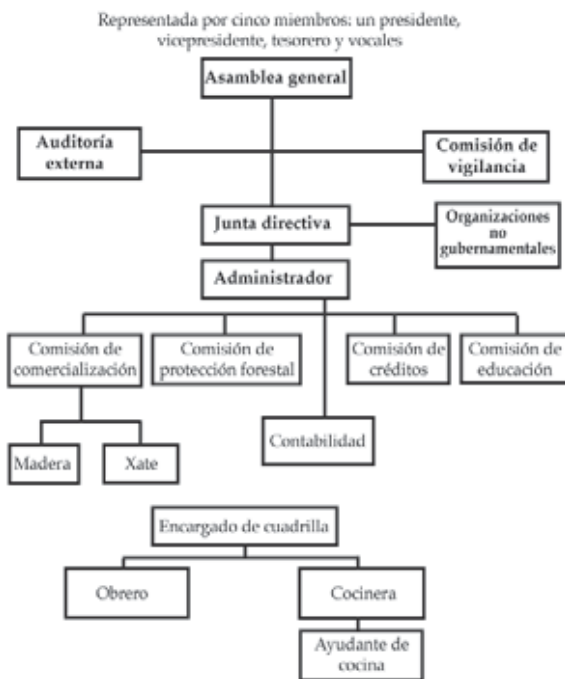 Representada por cinco miembros: un presidente,
vicepresidente, tesorero y vocales
Asamblea general
Auditoría
externa
Comisión de
vigilancia
Junta directiva
Organizaciones
no
gubernamentales
Administrador
Comisión de
comercialización
Comisión de
protección forestal
Comisión de
créditos
Comisión de
educación
Contabilidad
Madera
Xate
Encargado de cuadrilla
Obrero
Cocinera
Ayudante de
cocina